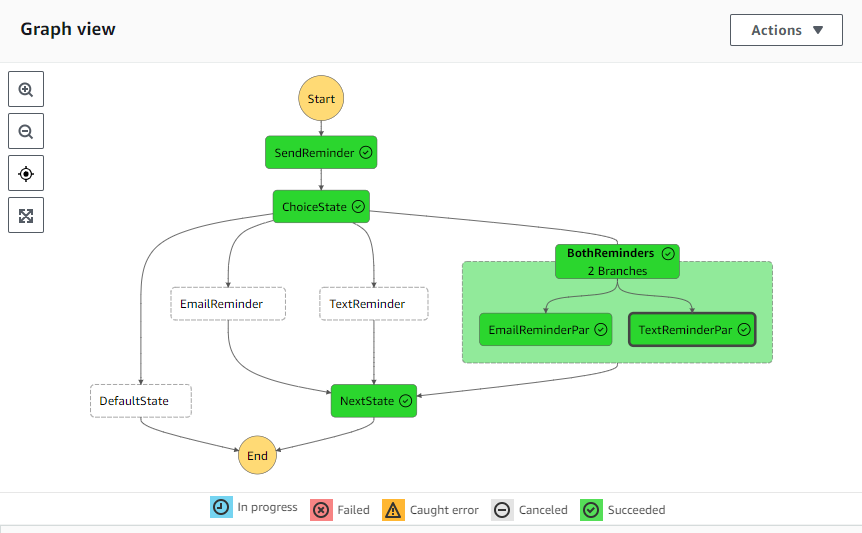 Graph view
Actions
Start
SendReminder
ChoiceState
BothReminders
2 Branches
EmailReminder
TextReminder
EmailReminderPar
TextReminderPar
DefaultState
NextState
End
In progress
Failed
Caught error
Canceled
Succeeded